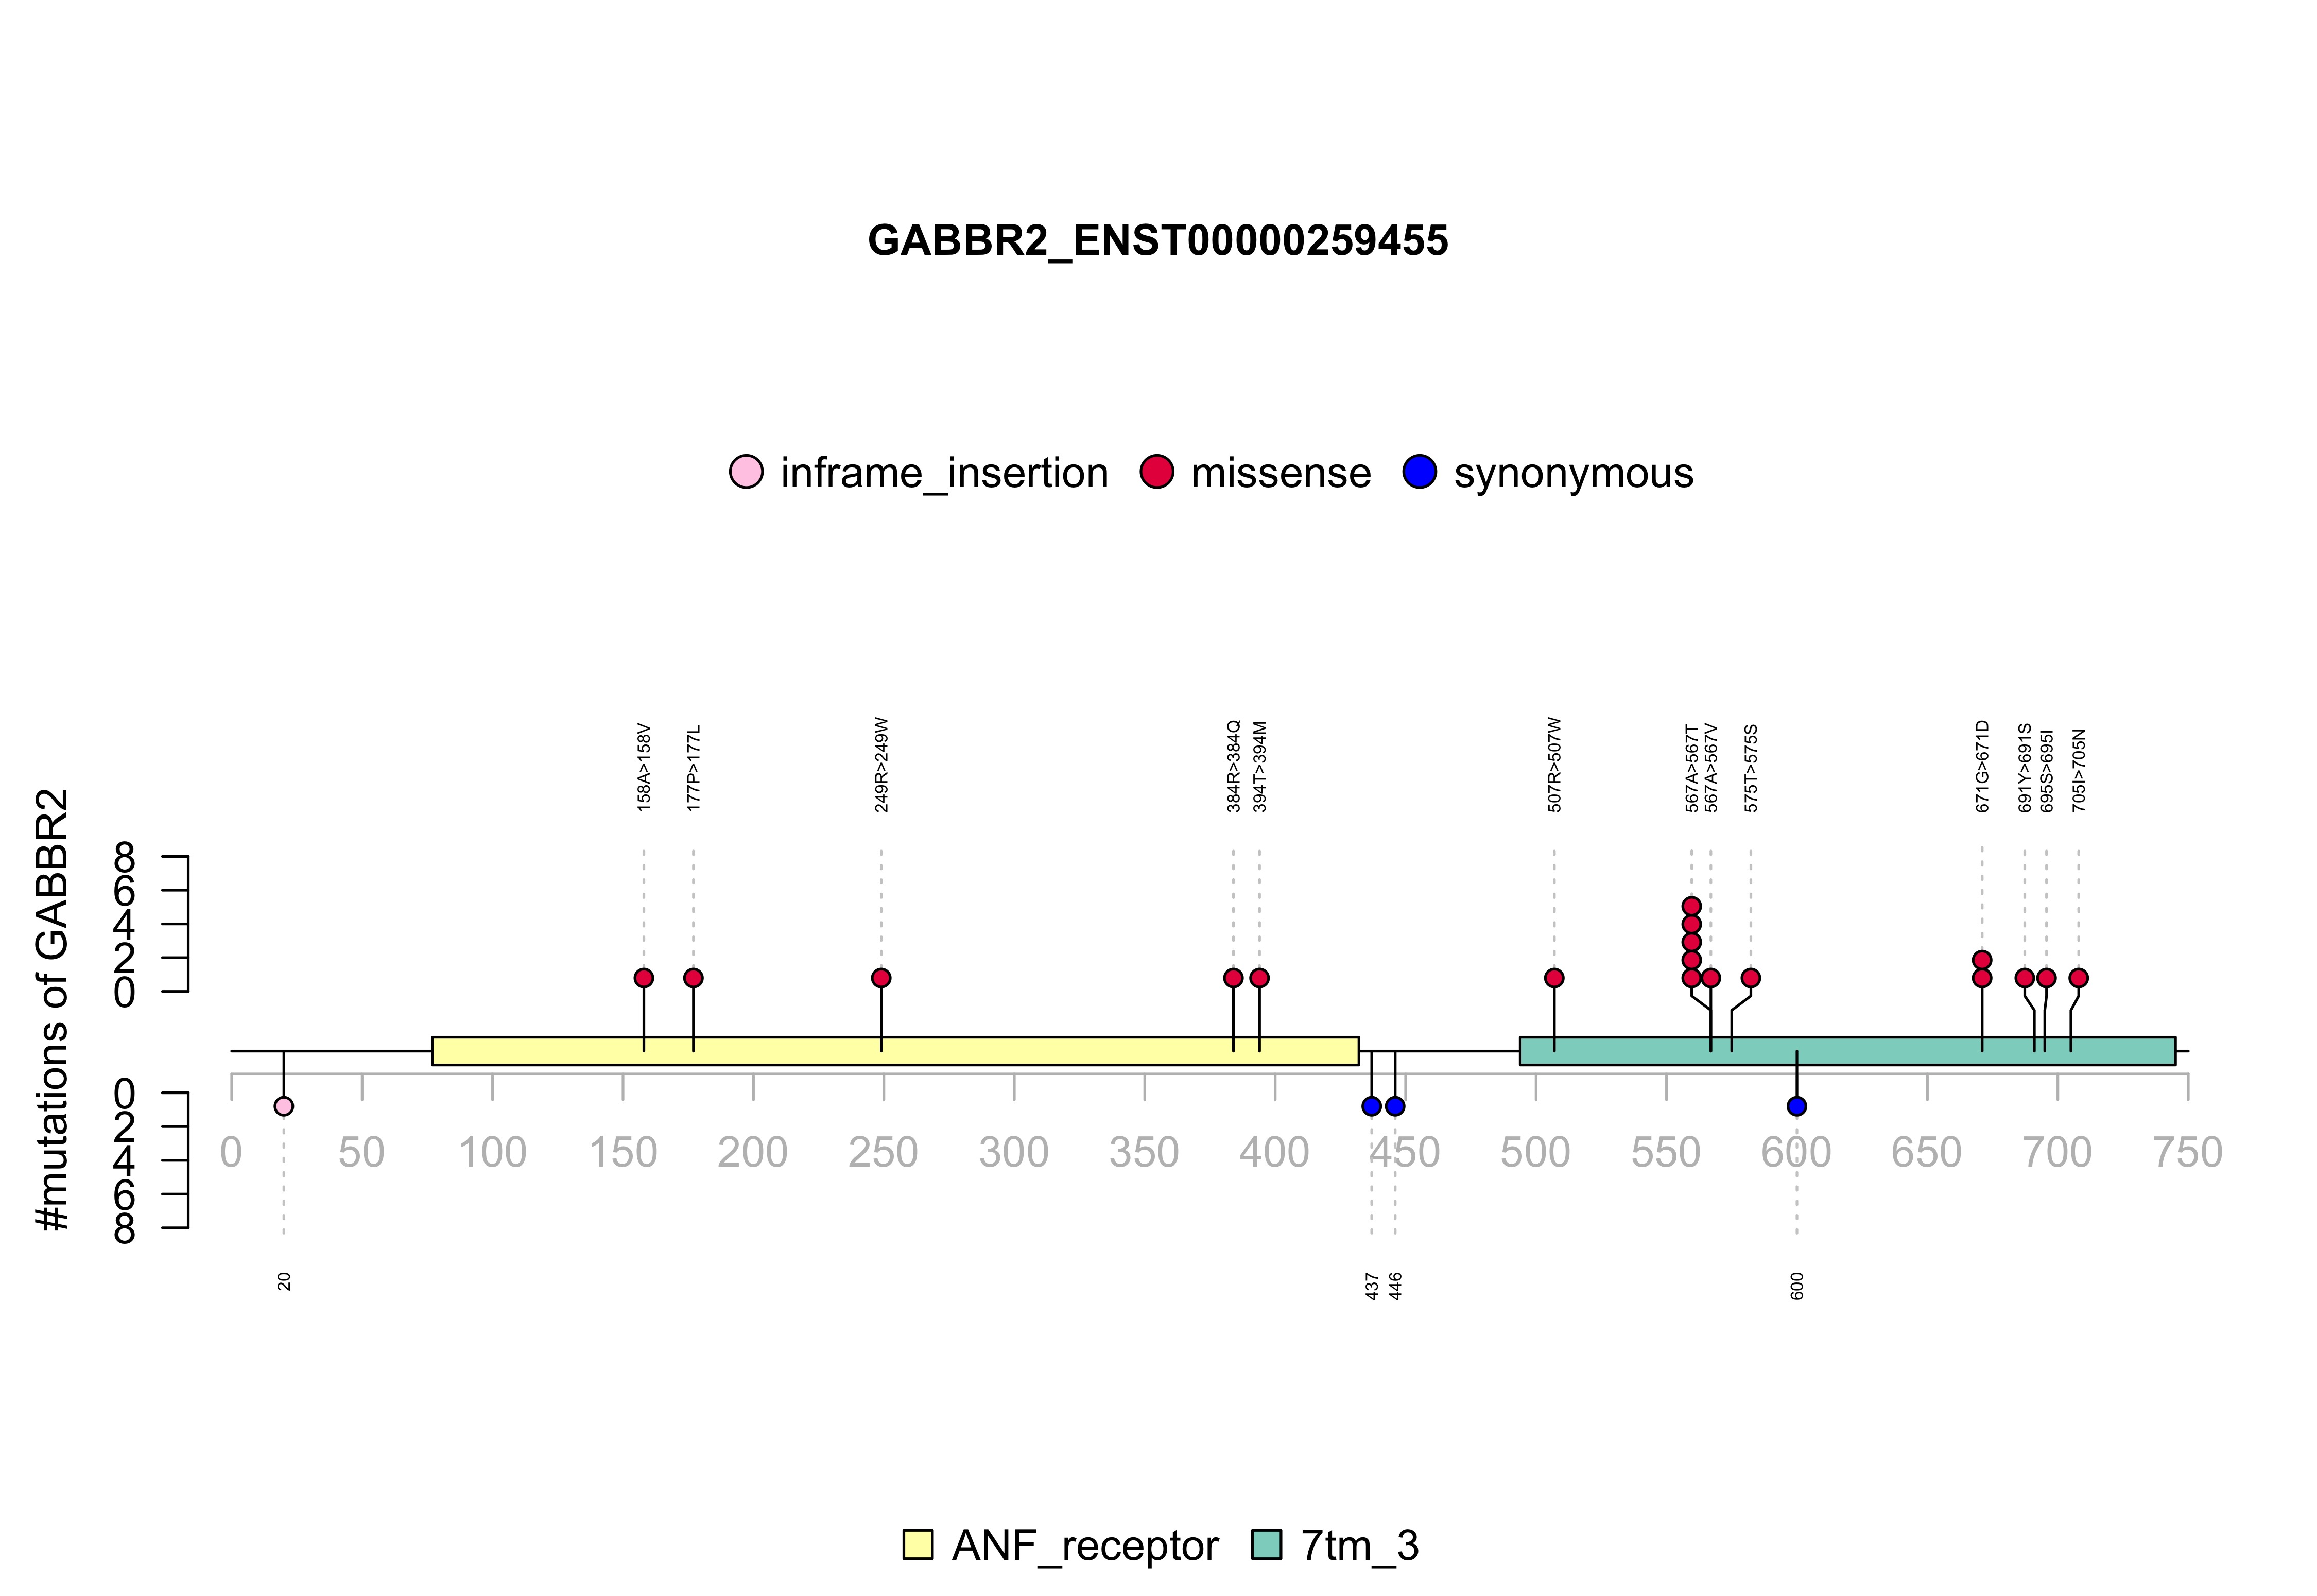 GABBR2_ENST00000259455
inframe_insertion missense synonymous
158A>158V 177P>177L 249R>249W 384R>384Q 394T>394M 507R>507W 567A>567T 567A>567V 575T>575S 671G>671D 691Y>691S 695S>695I 705I>705N
#mutations of GABBR2
8
6
4
2
0
0
2
4
6
8
0 50 100 150 200 250 300 350 400 450 500 550 600 650 700 750
20 437 446 600
ANF_receptor 7tm_3